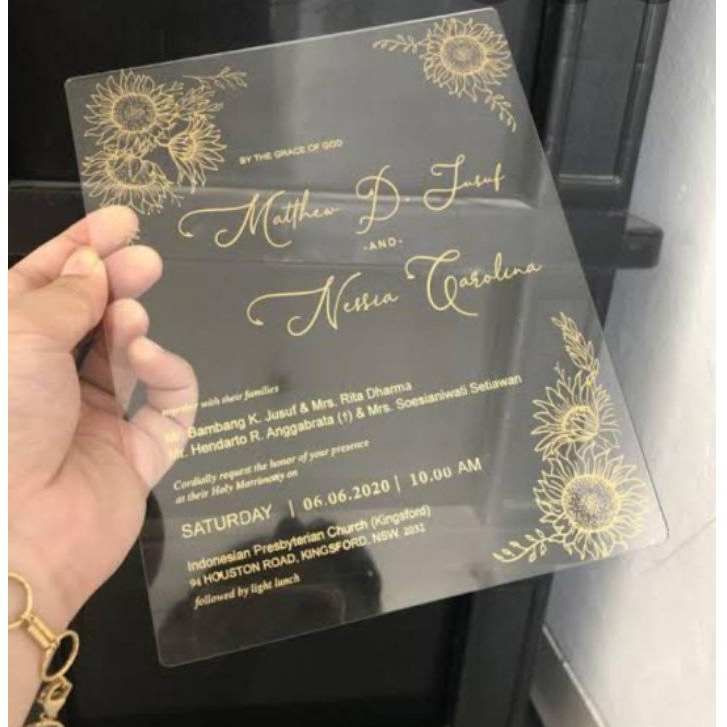 BY THE GRACE OF GOD
Matthew D. Jusuf
-AND-
Nessia Carolina
together with their families
Mr. Bambang K. Jusuf & Mrs. Rita Dharma
Mr. Hendarto R. Anggabrata (†) & Mrs. Soesianiwati Setiawan
Cordially request the honor of your presence
at their Holy Matrimony on
SATURDAY | 06.06.2020 | 10.00 AM
Indonesian Presbyterian Church (Kingsford)
94 HOUSTON ROAD, KINGSFORD, NSW 2032
followed by light lunch